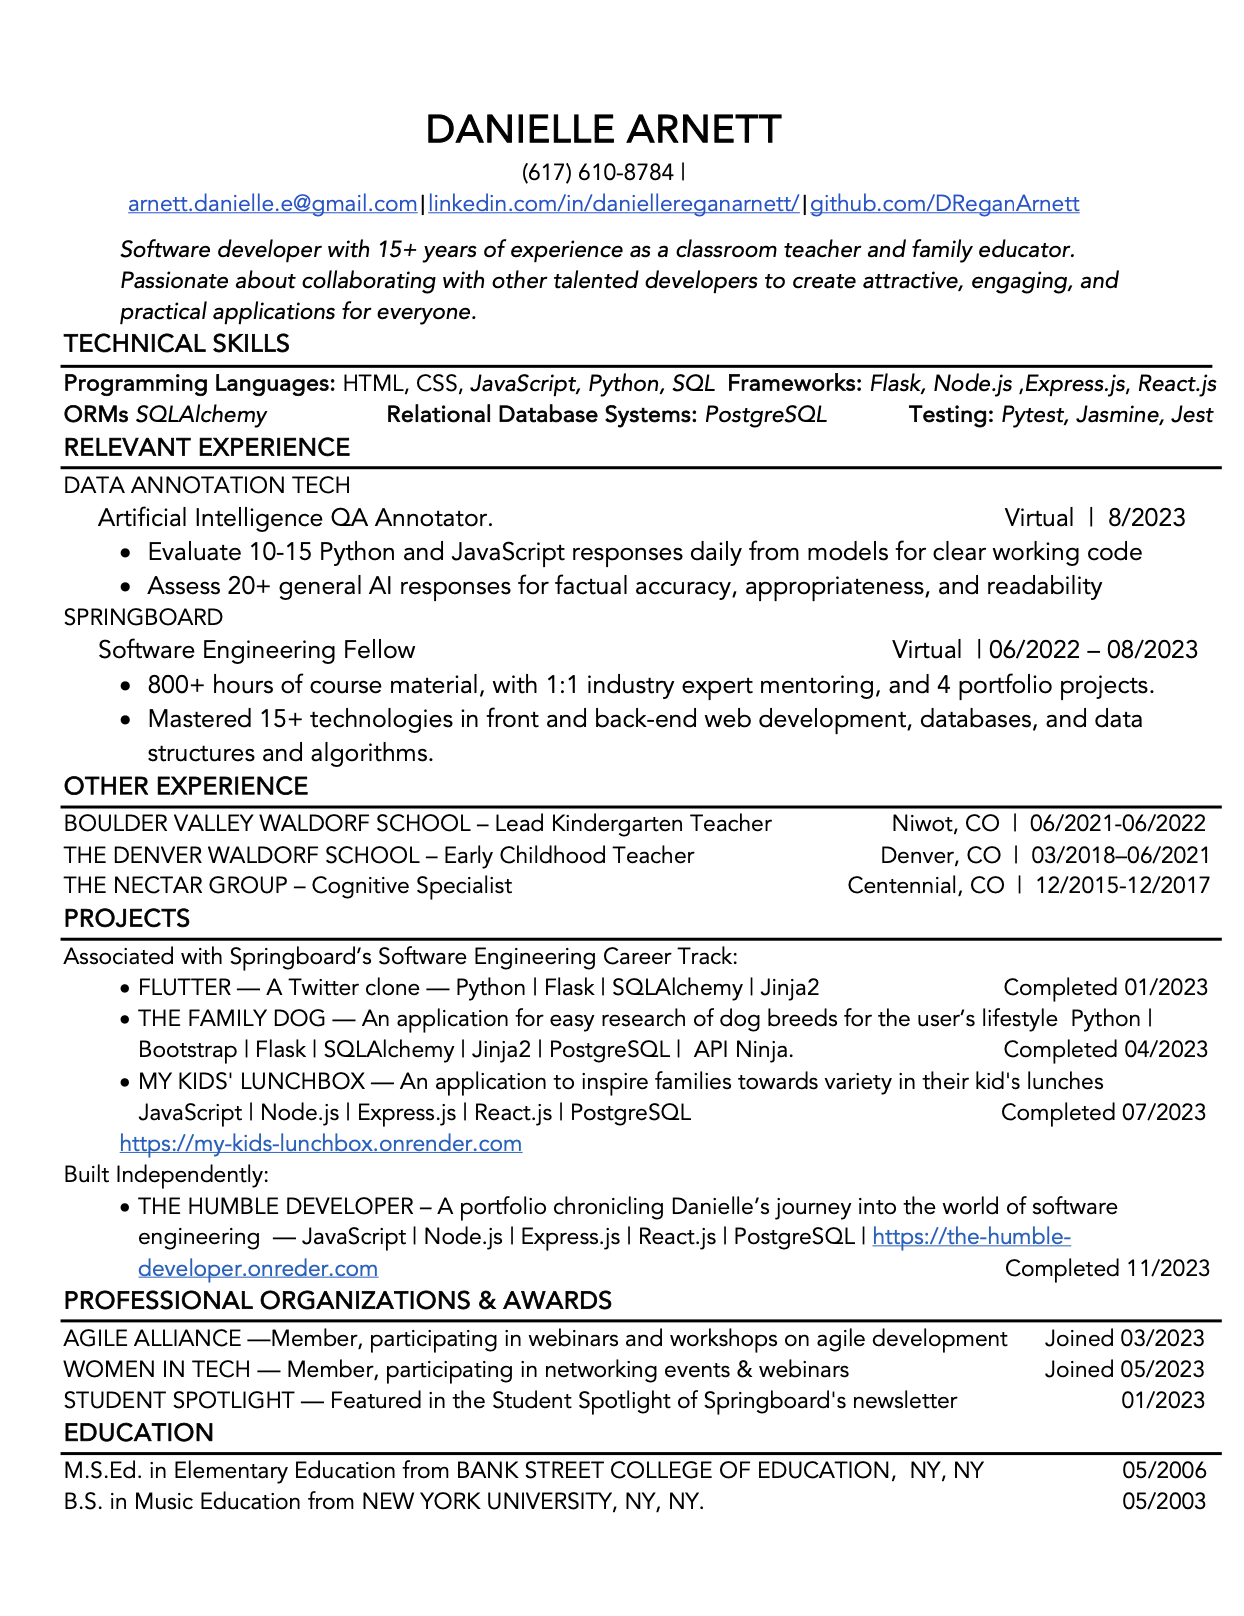 DANIELLE ARNETT
(617) 610-8784 |
arnett.danielle.e@gmail.com|linkedin.com/in/daniellereganarnett/|github.com/DReganArnett
Software developer with 15+ years of experience as a classroom teacher and family educator.
Passionate about collaborating with other talented developers to create attractive, engaging, and
practical applications for everyone.
TECHNICAL SKILLS
Programming Languages: HTML, CSS, JavaScript, Python, SQL Frameworks: Flask, Node.js ,Express.js, React.js
ORMs SQLAlchemy Relational Database Systems: PostgreSQL Testing: Pytest, Jasmine, Jest
RELEVANT EXPERIENCE
DATA ANNOTATION TECH
Artificial Intelligence QA Annotator. Virtual | 8/2023
• Evaluate 10-15 Python and JavaScript responses daily from models for clear working code
• Assess 20+ general AI responses for factual accuracy, appropriateness, and readability
SPRINGBOARD
Software Engineering Fellow Virtual | 06/2022 – 08/2023
• 800+ hours of course material, with 1:1 industry expert mentoring, and 4 portfolio projects.
• Mastered 15+ technologies in front and back-end web development, databases, and data
structures and algorithms.
OTHER EXPERIENCE
BOULDER VALLEY WALDORF SCHOOL – Lead Kindergarten Teacher Niwot, CO | 06/2021-06/2022
THE DENVER WALDORF SCHOOL – Early Childhood Teacher Denver, CO | 03/2018–06/2021
THE NECTAR GROUP – Cognitive Specialist Centennial, CO | 12/2015-12/2017
PROJECTS
Associated with Springboard’s Software Engineering Career Track:
• FLUTTER — A Twitter clone — Python | Flask | SQLAlchemy | Jinja2 Completed 01/2023
• THE FAMILY DOG — An application for easy research of dog breeds for the user’s lifestyle Python |
Bootstrap | Flask | SQLAlchemy | Jinja2 | PostgreSQL | API Ninja. Completed 04/2023
• MY KIDS' LUNCHBOX — An application to inspire families towards variety in their kid's lunches
JavaScript | Node.js | Express.js | React.js | PostgreSQL Completed 07/2023
https://my-kids-lunchbox.onrender.com
Built Independently:
• THE HUMBLE DEVELOPER – A portfolio chronicling Danielle’s journey into the world of software
engineering — JavaScript | Node.js | Express.js | React.js | PostgreSQL | https://the-humble-
developer.onreder.com Completed 11/2023
PROFESSIONAL ORGANIZATIONS & AWARDS
AGILE ALLIANCE —Member, participating in webinars and workshops on agile development Joined 03/2023
WOMEN IN TECH — Member, participating in networking events & webinars Joined 05/2023
STUDENT SPOTLIGHT — Featured in the Student Spotlight of Springboard's newsletter 01/2023
EDUCATION
M.S.Ed. in Elementary Education from BANK STREET COLLEGE OF EDUCATION, NY, NY 05/2006
B.S. in Music Education from NEW YORK UNIVERSITY, NY, NY. 05/2003